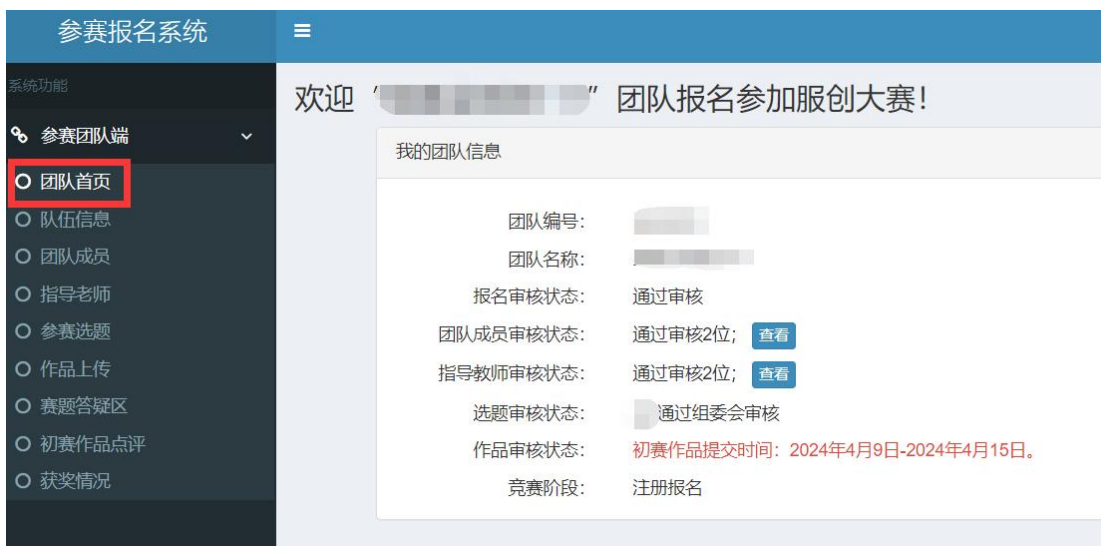 参赛报名系统
系统功能
参赛团队端
团队首页
队伍信息
团队成员
指导老师
参赛选题
作品上传
赛题答疑区
初赛作品点评
获奖情况
欢迎 “ ” 团队报名参加服创大赛!
我的团队信息
团队编号:
团队名称:
报名审核状态: 通过审核
团队成员审核状态: 通过审核2位; 查看
指导教师审核状态: 通过审核2位; 查看
选题审核状态: 通过组委会审核
作品审核状态: 初赛作品提交时间：2024年4月9日-2024年4月15日。
竞赛阶段: 注册报名